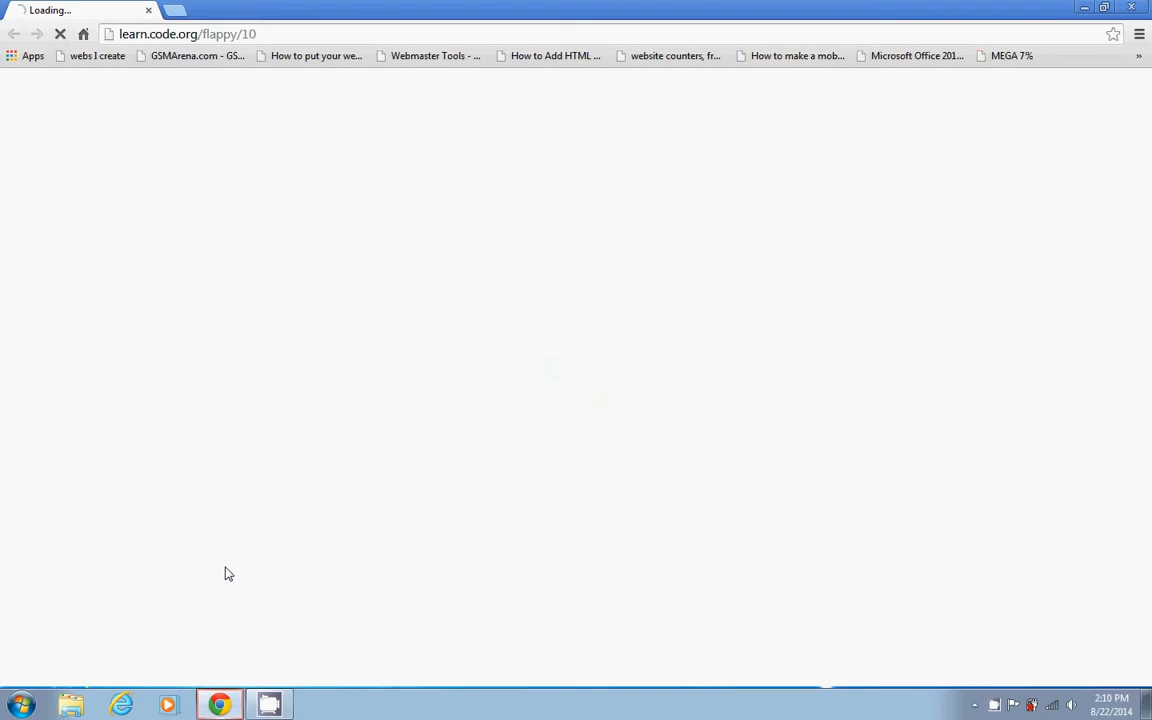 Loading...
learn.code.org/flappy/10
Apps webs I create GSMArena.com - GS... How to put your we... Webmaster Tools - ... How to Add HTML ... website counters, fr... How to make a mob... Microsoft Office 201... MEGA 7% »
2:10 PM
8/22/2014